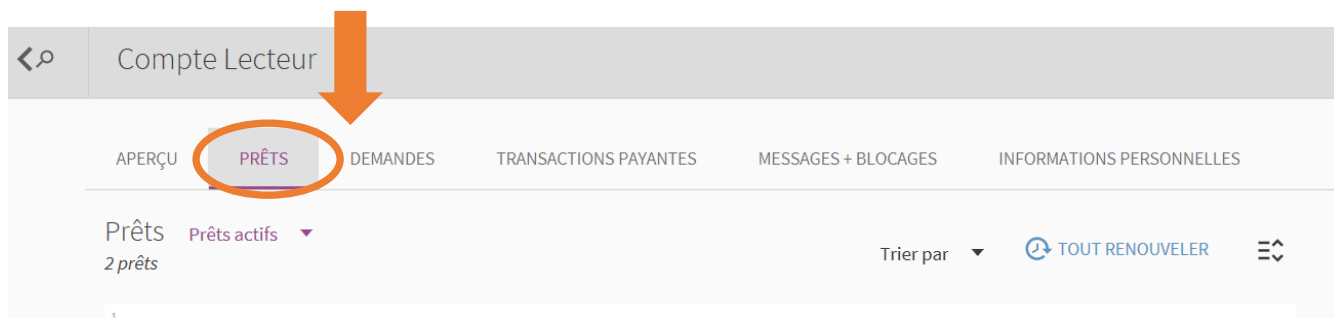 Compte Lecteur
APERÇU PRÊTS DEMANDES TRANSACTIONS PAYANTES MESSAGES + BLOCAGES INFORMATIONS PERSONNELLES
Prêts Prêts actifs
2 prêts
Trier par TOUT RENOUVELER
1